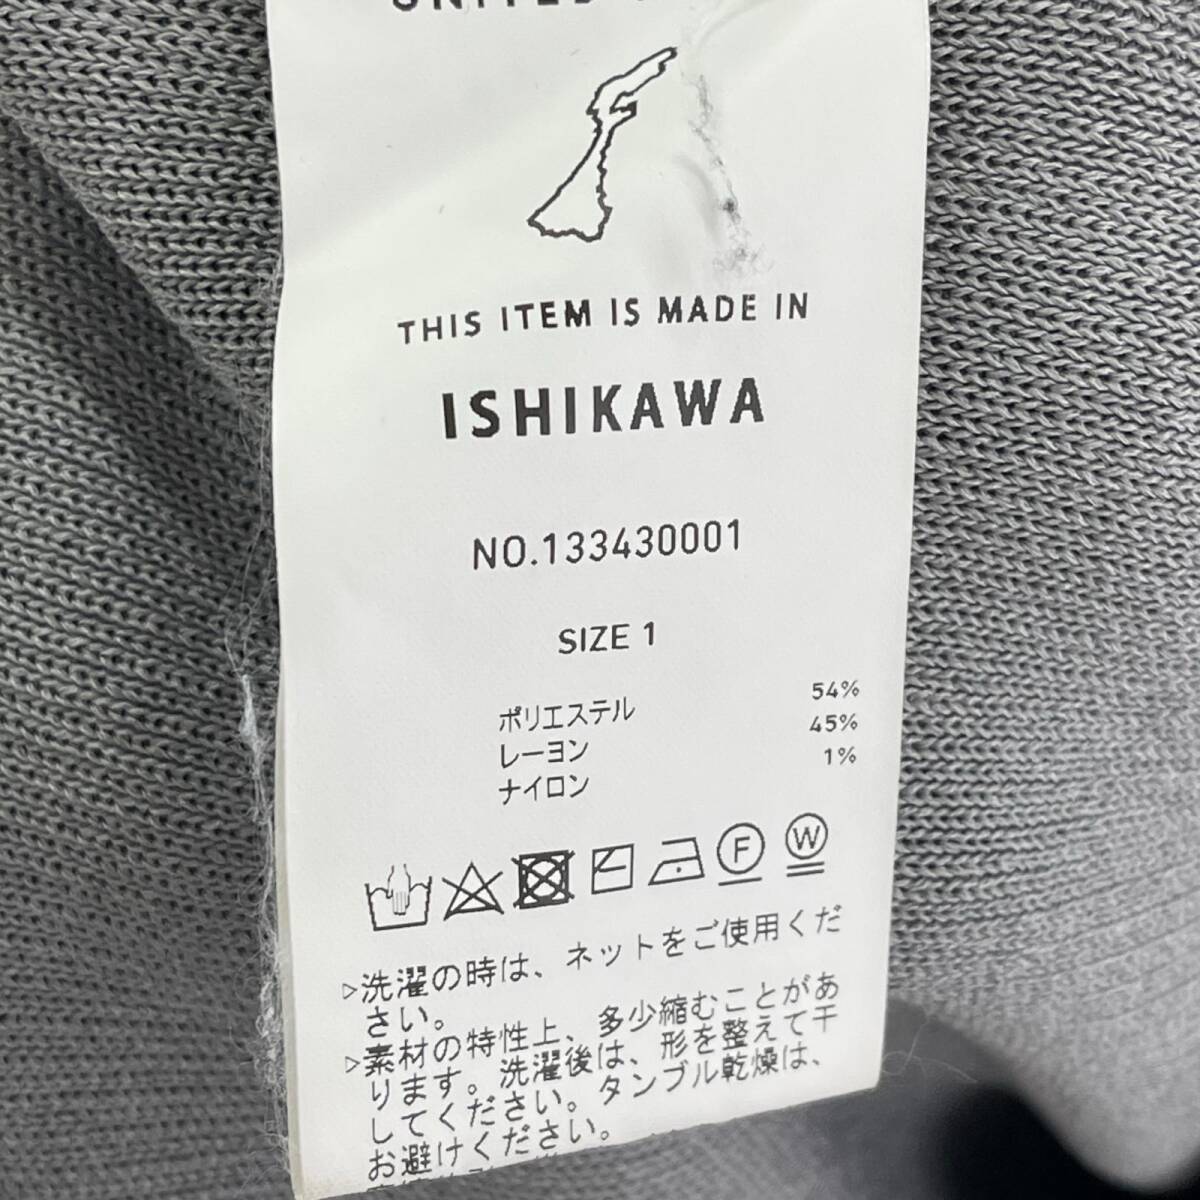 UNITED
THIS ITEM IS MADE IN
ISHIKAWA
NO.133430001
SIZE 1
ポリエステル 54%
レーヨン 45%
ナイロン 1%
F W
▷洗濯の時は、ネットをご使用くだ
さい。
▷素材の特性上、多少縮むことがあ
ります。洗濯後は、形を整えて干
してください。タンブル乾燥は、
お避けください。